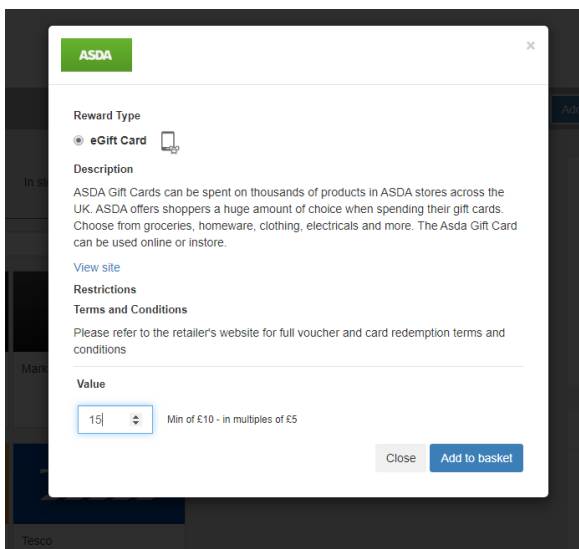 ASDA
×
Reward Type
eGift Card
Description
ASDA Gift Cards can be spent on thousands of products in ASDA stores across the
UK. ASDA offers shoppers a huge amount of choice when spending their gift cards.
Choose from groceries, homeware, clothing, electricals and more. The Asda Gift Card
can be used online or instore.
View site
Restrictions
Terms and Conditions
Please refer to the retailer's website for full voucher and card redemption terms and
conditions
Value
15
Min of £10 - in multiples of £5
Close
Add to basket
In st
Mark
Tesco